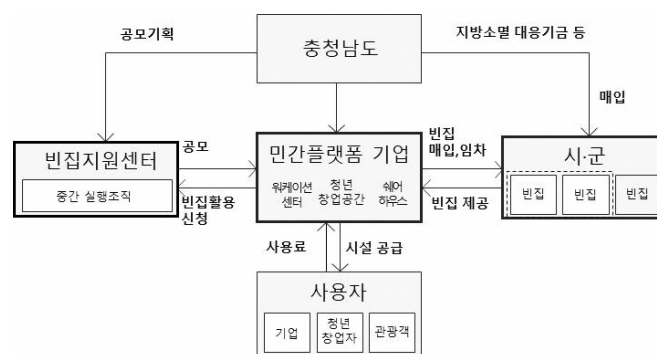 공모기획
충청남도
지방소멸 대응기금 등
매입
빈집지원센터
중간 실행조직
공모
빈집활용
신청
민간플랫폼 기업
워케이션
센터
청년
창업공간
쉐어
하우스
빈집
매입,임차
빈집 제공
시·군
빈집
빈집
빈집
사용료
시설 공급
사용자
기업
청년
창업자
관광객